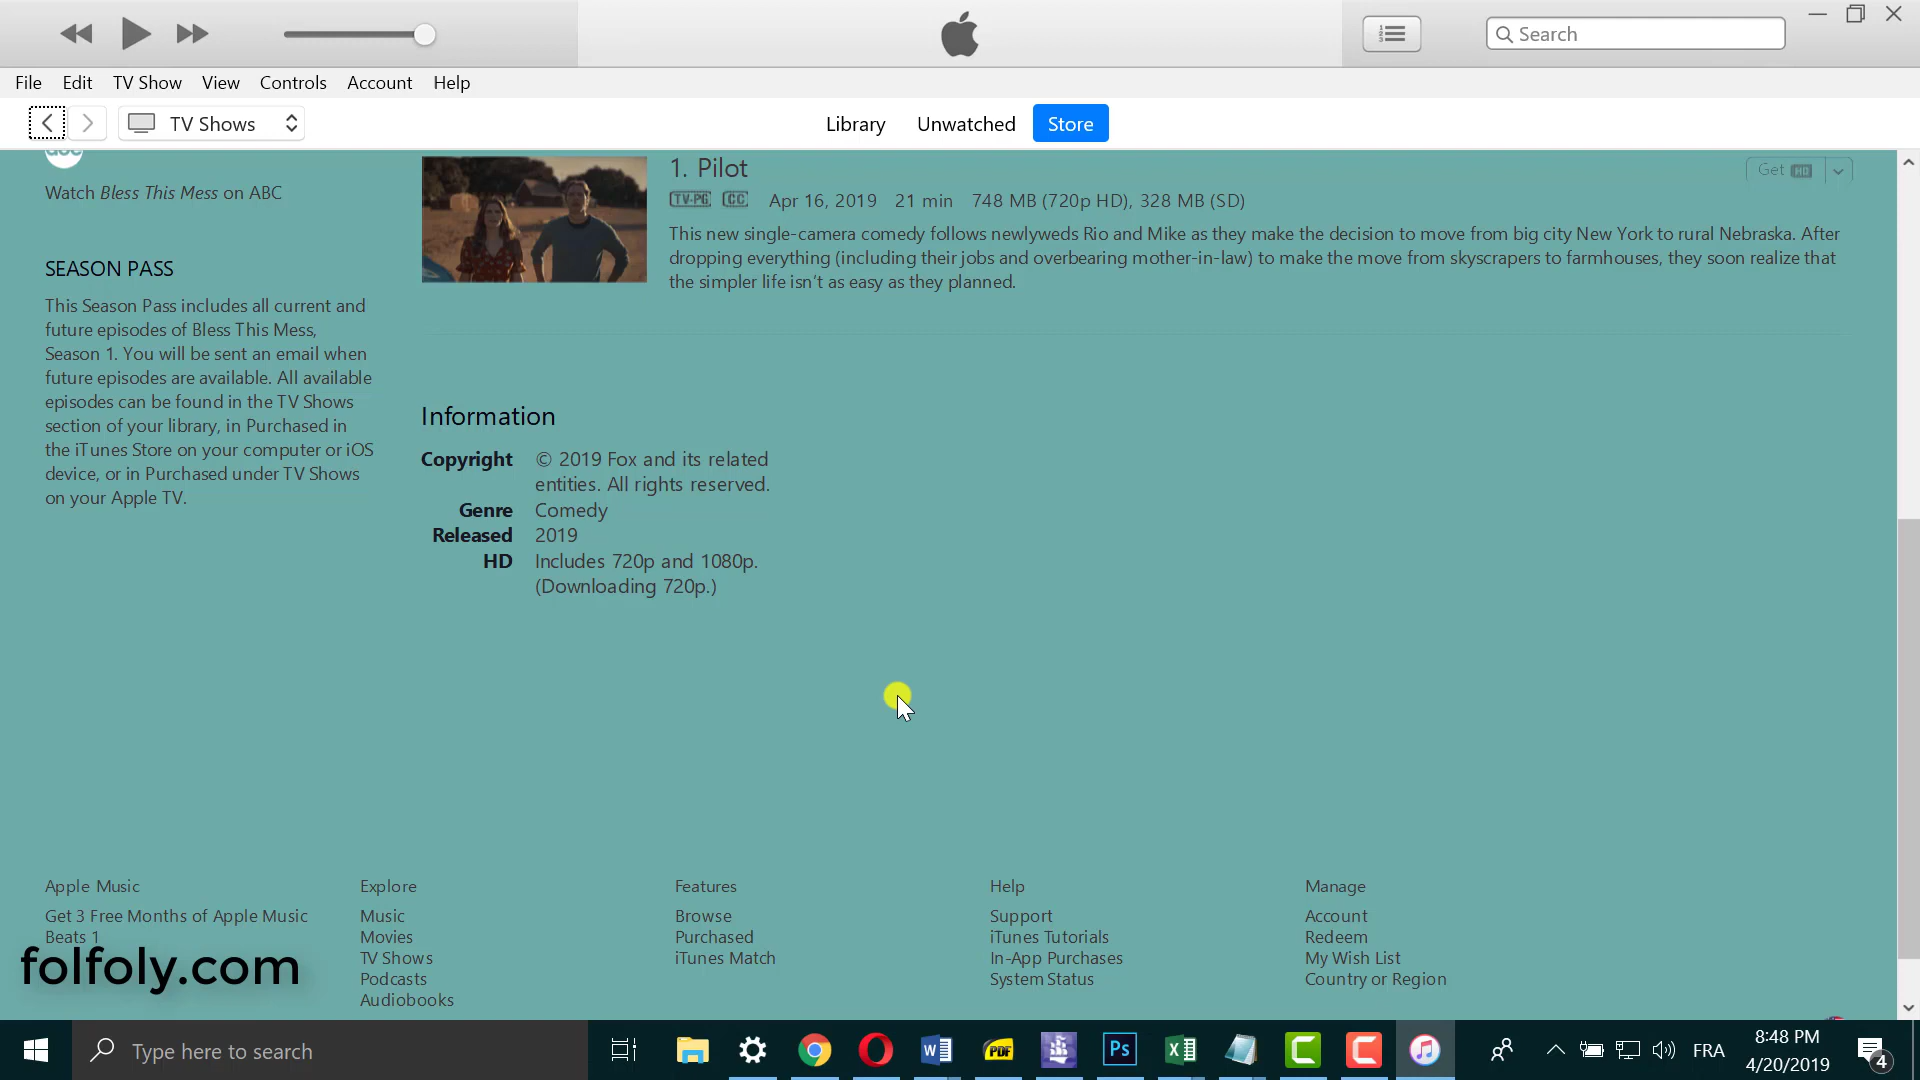 Search
File Edit TV Show View Controls Account Help
TV Shows
Library Unwatched Store
abc
Watch Bless This Mess on ABC
SEASON PASS
This Season Pass includes all current and
future episodes of Bless This Mess,
Season 1. You will be sent an email when
future episodes are available. All available
episodes can be found in the TV Shows
section of your library, in Purchased in
the iTunes Store on your computer or iOS
device, or in Purchased under TV Shows
on your Apple TV.
1. Pilot
Get HD
TV-PG CC Apr 16, 2019 21 min 748 MB (720p HD), 328 MB (SD)
This new single-camera comedy follows newlyweds Rio and Mike as they make the decision to move from big city New York to rural Nebraska. After
dropping everything (including their jobs and overbearing mother-in-law) to make the move from skyscrapers to farmhouses, they soon realize that
the simpler life isn't as easy as they planned.
Information
Copyright © 2019 Fox and its related
entities. All rights reserved.
Genre Comedy
Released 2019
HD Includes 720p and 1080p.
(Downloading 720p.)
Apple Music
Get 3 Free Months of Apple Music
Beats 1
Explore
Music
Movies
TV Shows
Podcasts
Audiobooks
Features
Browse
Purchased
iTunes Match
Help
Support
iTunes Tutorials
In-App Purchases
System Status
Manage
Account
Redeem
My Wish List
Country or Region
folfoly.com
Type here to search
PDF
Ps
FRA
8:48 PM
4/20/2019
4